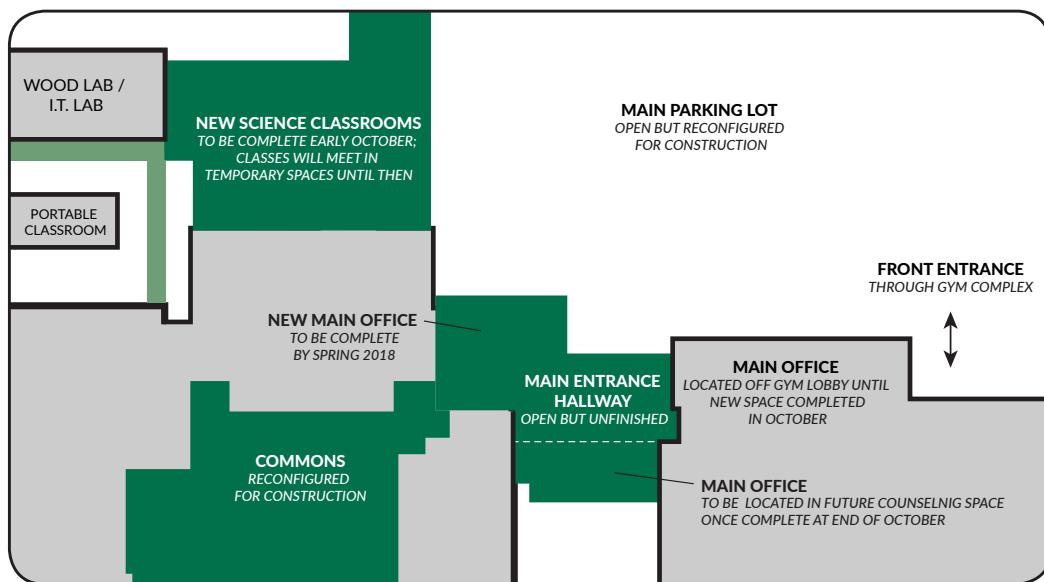 WOOD LAB /
I.T. LAB
NEW SCIENCE CLASSROOMS
TO BE COMPLETE EARLY OCTOBER;
CLASSES WILL MEET IN
TEMPORARY SPACES UNTIL THEN
MAIN PARKING LOT
OPEN BUT RECONFIGURED
FOR CONSTRUCTION
PORTABLE
CLASSROOM
FRONT ENTRANCE
THROUGH GYM COMPLEX
NEW MAIN OFFICE
TO BE COMPLETE
BY SPRING 2018
MAIN ENTRANCE
HALLWAY
OPEN BUT UNFINISHED
MAIN OFFICE
LOCATED OFF GYM LOBBY UNTIL
NEW SPACE COMPLETED
IN OCTOBER
COMMONS
RECONFIGURED
FOR CONSTRUCTION
MAIN OFFICE
TO BE LOCATED IN FUTURE COUNSELNIG SPACE
ONCE COMPLETE AT END OF OCTOBER